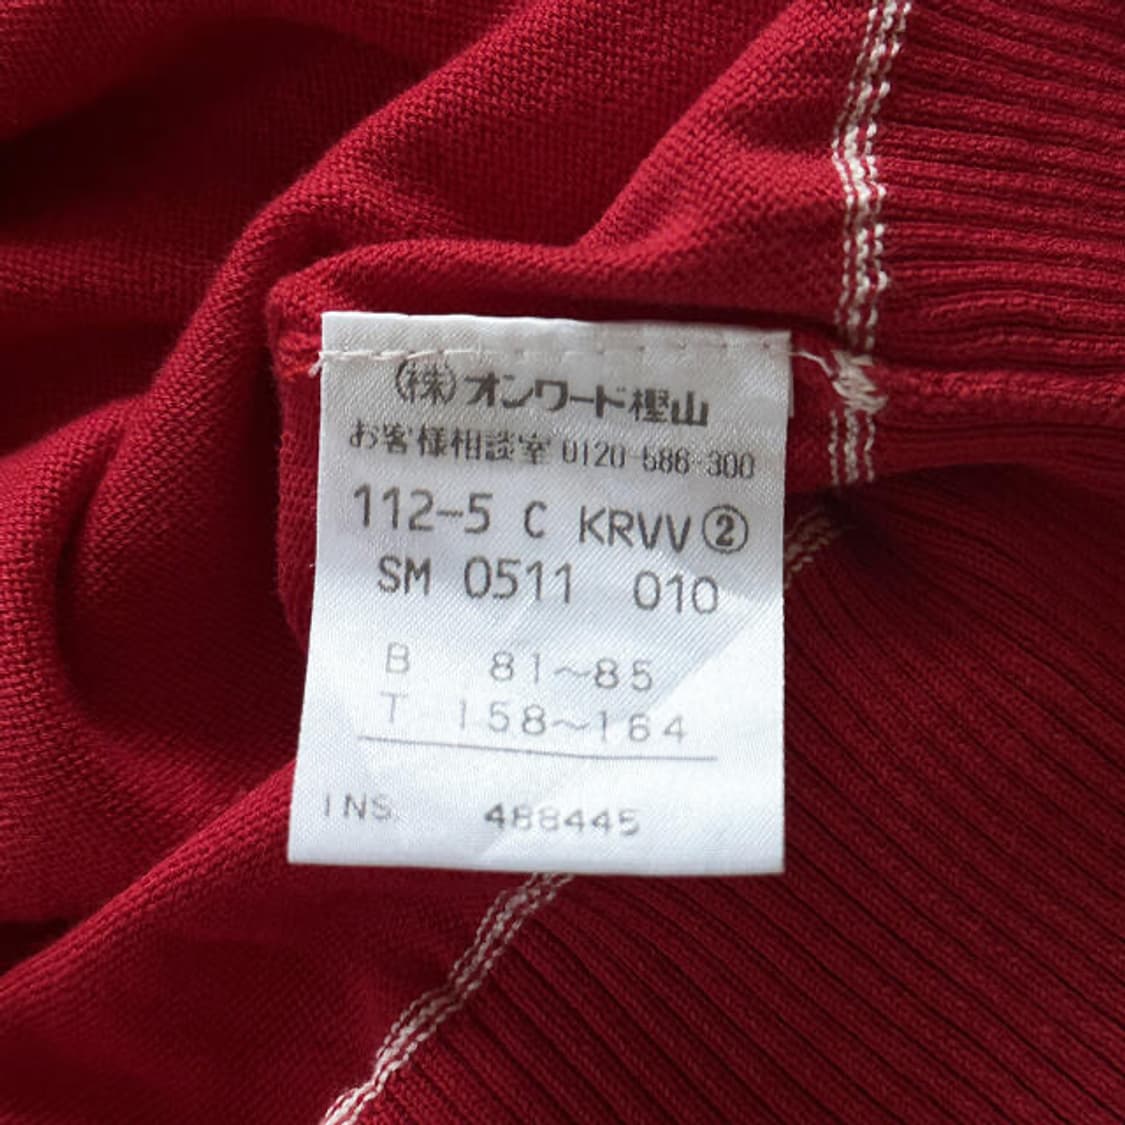 (株)オンワード樫山
お客様相談室 0120-586-300
112-5 C KRVV②
SM 0511 010
B 81~85
T 158~164
INS. 488445